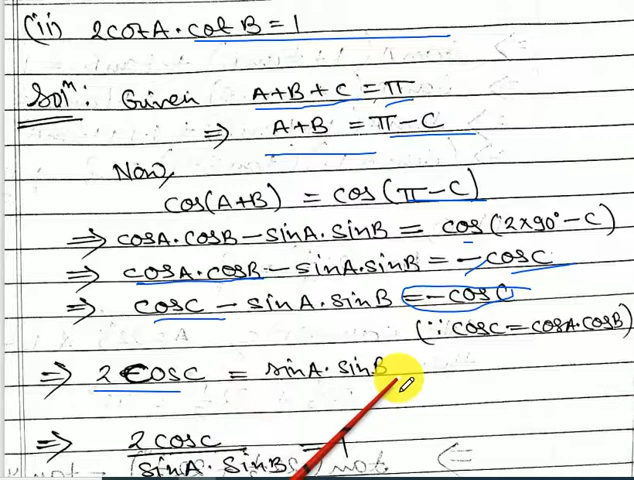 (ii) 2cotA·cotB=1
Solⁿ: Given A+B+C=π
⇒ A+B = π-C
Now,
cos(A+B) = cos(π-C)
⇒ cosA·cosB-sinA·sinB = cos(2×90°-C)
⇒ cosA·cosB-sinA·sinB = -cosC
⇒ cosC - sinA·sinB = -cosC
(∵ cosC = cosA·cosB)
⇒ 2cosC = sinA·sinB
⇒ 2cosC/(sinA·sinB) = 1